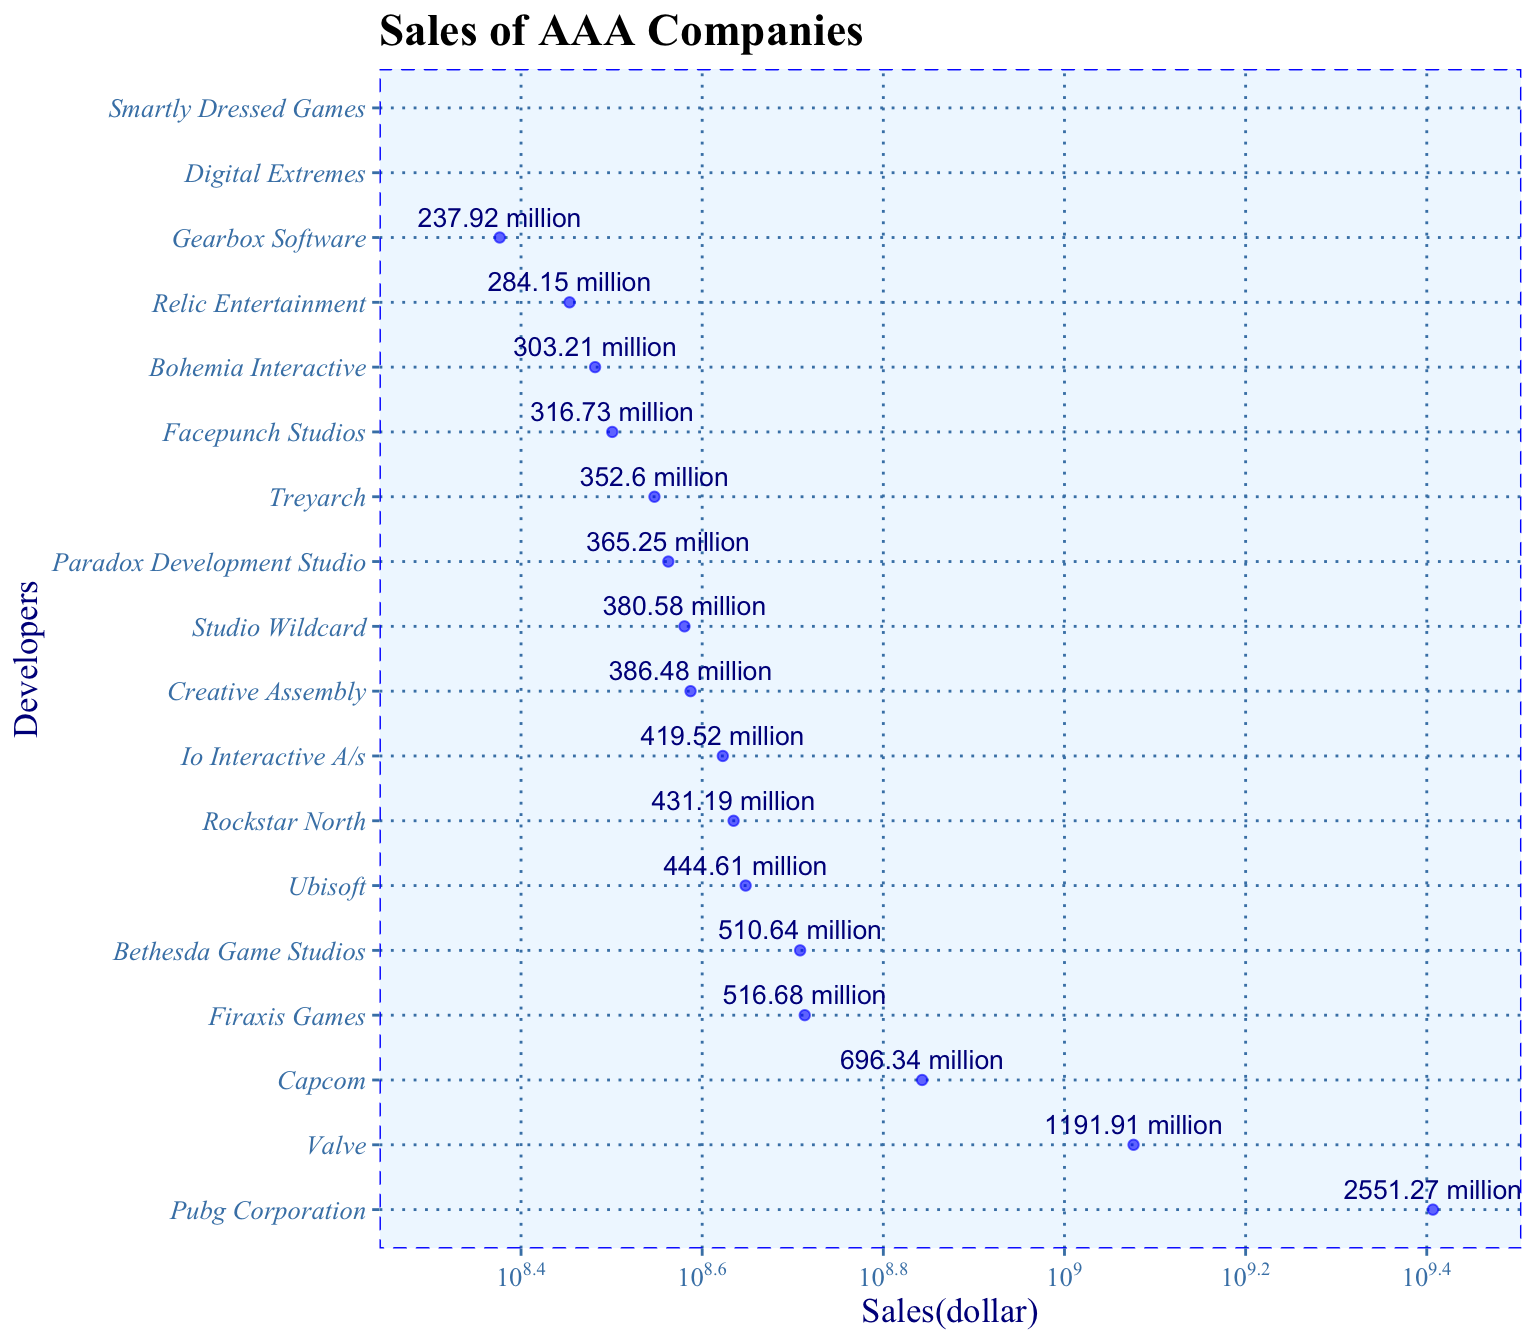 Sales of AAA Companies
Smartly Dressed Games
Digital Extremes
237.92 million
Gearbox Software
284.15 million
Relic Entertainment
303.21 million
Bohemia Interactive
316.73 million
Facepunch Studios
352.6 million
Treyarch
365.25 million
Paradox Development Studio
380.58 million
Studio Wildcard
386.48 million
Creative Assembly
419.52 million
Io Interactive A/s
431.19 million
Rockstar North
444.61 million
Ubisoft
510.64 million
Bethesda Game Studios
516.68 million
Firaxis Games
696.34 million
Capcom
1191.91 million
Valve
2551.27 million
Pubg Corporation
Developers
10^8.4 10^8.6 10^8.8 10^9 10^9.2 10^9.4
Sales(dollar)